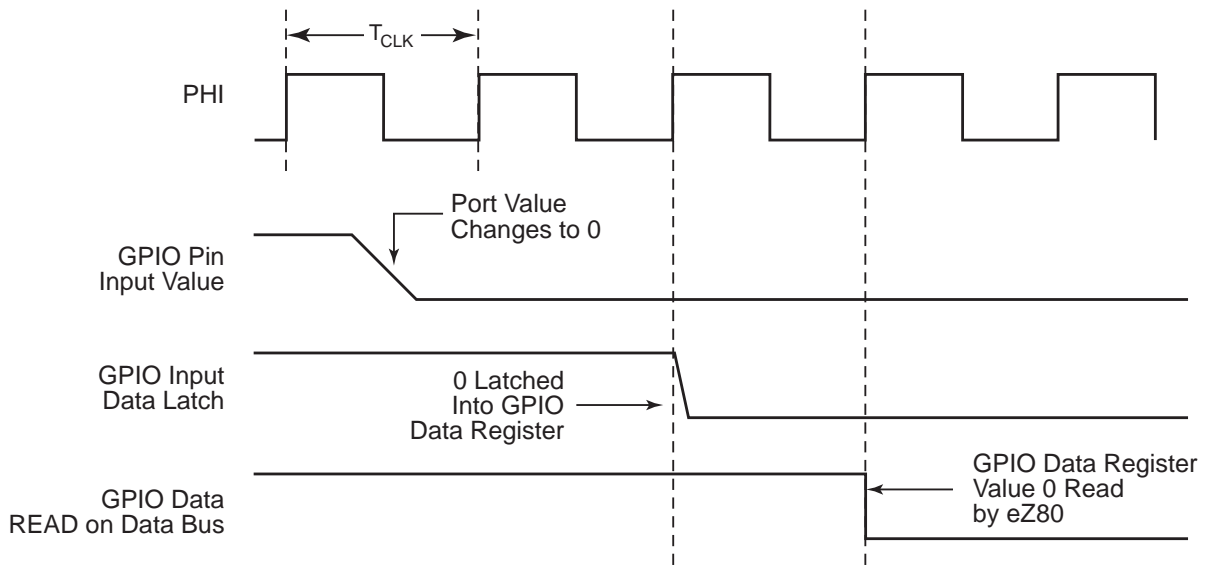 TCLK
PHI
Port Value
Changes to 0
GPIO Pin
Input Value
GPIO Input
Data Latch
0 Latched
Into GPIO
Data Register
GPIO Data
READ on Data Bus
GPIO Data Register
Value 0 Read
by eZ80